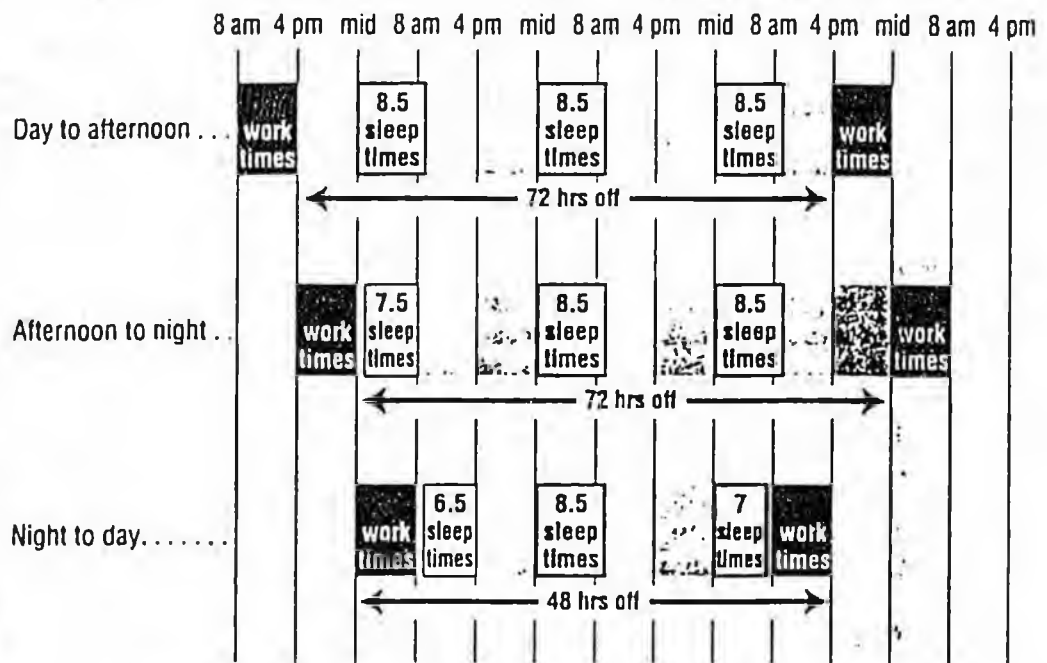 8 am 4 pm mid 8 am 4 pm mid 8 am 4 pm mid 8 am 4 pm mid 8 am 4 pm
Day to afternoon . . .
work
times
8.5
sleep
times
8.5
sleep
times
8.5
sleep
times
work
times
72 hrs off
Afternoon to night . .
work
times
7.5
sleep
times
8.5
sleep
times
8.5
sleep
times
work
times
72 hrs off
Night to day.......
work
times
6.5
sleep
times
8.5
sleep
times
7
sleep
times
work
times
48 hrs off